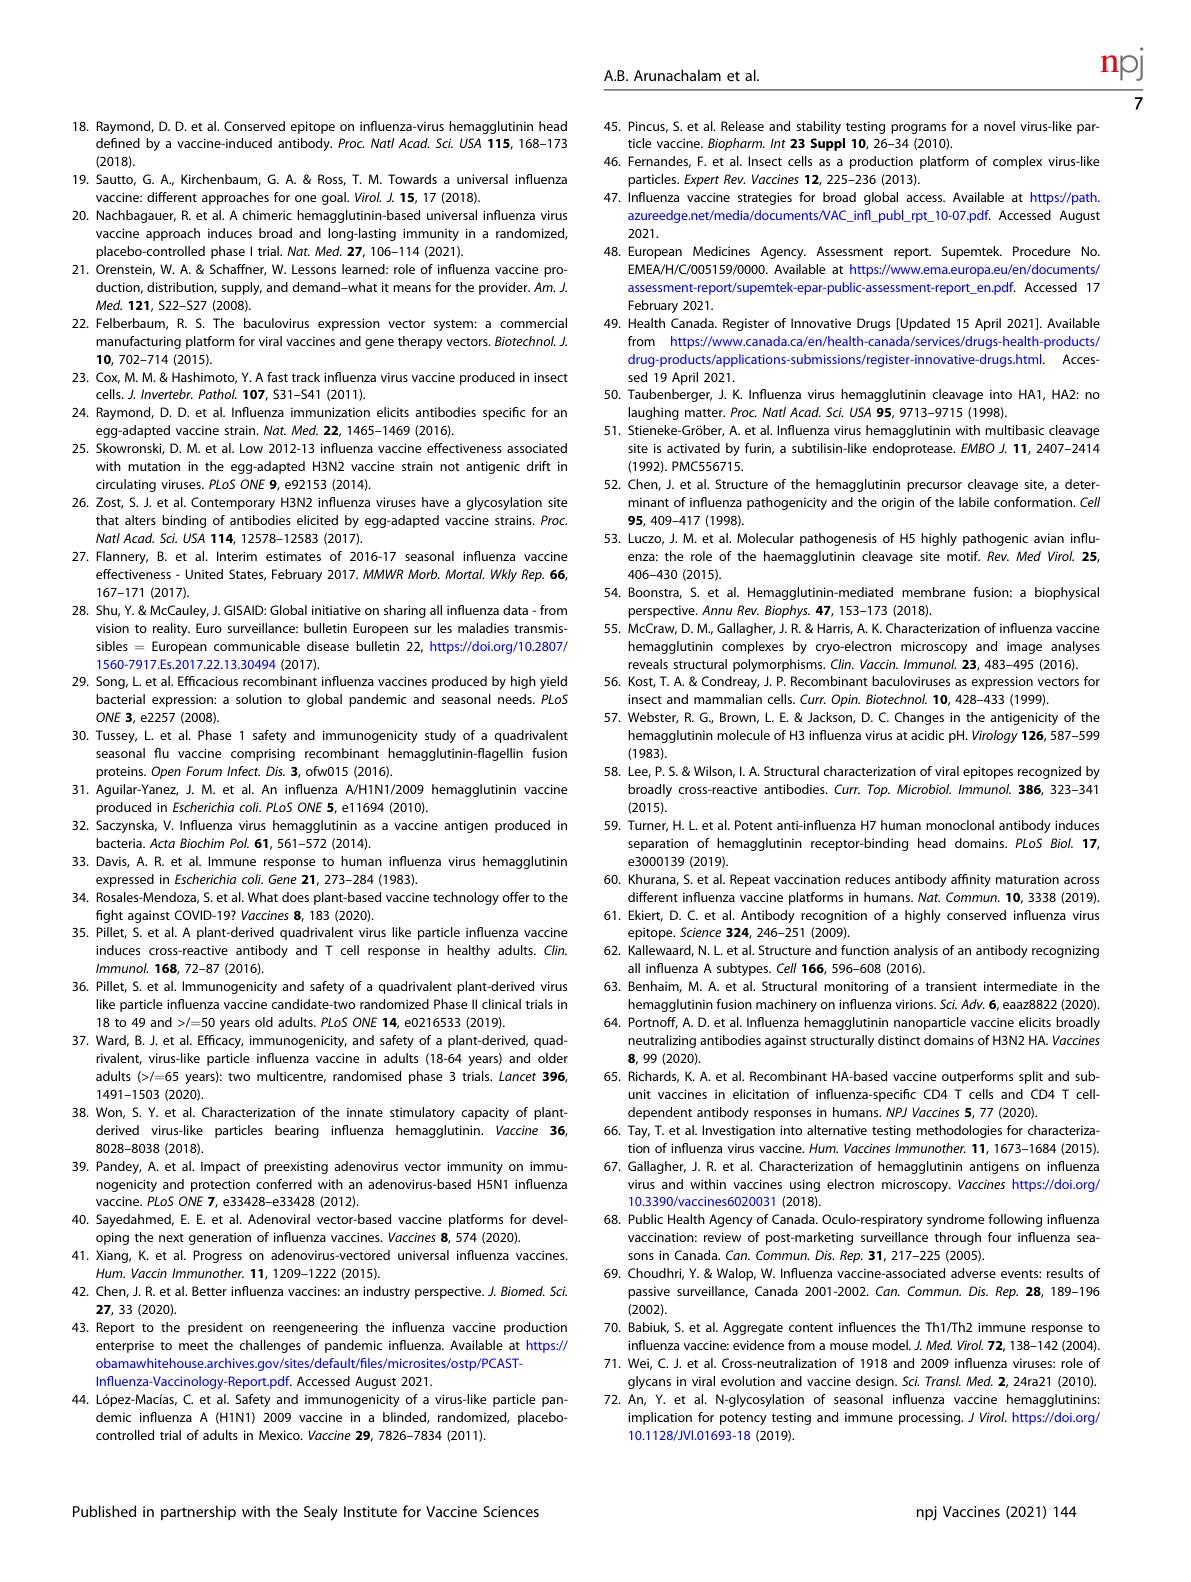 A.B. Arunachalam et al.
npj
7
18. Raymond, D. D. et al. Conserved epitope on influenza-virus hemagglutinin head
defined by a vaccine-induced antibody. Proc. Natl Acad. Sci. USA 115, 168–173
(2018).
19. Sautto, G. A., Kirchenbaum, G. A. & Ross, T. M. Towards a universal influenza
vaccine: different approaches for one goal. Virol. J. 15, 17 (2018).
20. Nachbagauer, R. et al. A chimeric hemagglutinin-based universal influenza virus
vaccine approach induces broad and long-lasting immunity in a randomized,
placebo-controlled phase I trial. Nat. Med. 27, 106–114 (2021).
21. Orenstein, W. A. & Schaffner, W. Lessons learned: role of influenza vaccine pro-
duction, distribution, supply, and demand–what it means for the provider. Am. J.
Med. 121, S22–S27 (2008).
22. Felberbaum, R. S. The baculovirus expression vector system: a commercial
manufacturing platform for viral vaccines and gene therapy vectors. Biotechnol. J.
10, 702–714 (2015).
23. Cox, M. M. & Hashimoto, Y. A fast track influenza virus vaccine produced in insect
cells. J. Invertebr. Pathol. 107, S31–S41 (2011).
24. Raymond, D. D. et al. Influenza immunization elicits antibodies specific for an
egg-adapted vaccine strain. Nat. Med. 22, 1465–1469 (2016).
25. Skowronski, D. M. et al. Low 2012-13 influenza vaccine effectiveness associated
with mutation in the egg-adapted H3N2 vaccine strain not antigenic drift in
circulating viruses. PLoS ONE 9, e92153 (2014).
26. Zost, S. J. et al. Contemporary H3N2 influenza viruses have a glycosylation site
that alters binding of antibodies elicited by egg-adapted vaccine strains. Proc.
Natl Acad. Sci. USA 114, 12578–12583 (2017).
27. Flannery, B. et al. Interim estimates of 2016-17 seasonal influenza vaccine
effectiveness - United States, February 2017. MMWR Morb. Mortal. Wkly Rep. 66,
167–171 (2017).
28. Shu, Y. & McCauley, J. GISAID: Global initiative on sharing all influenza data - from
vision to reality. Euro surveillance: bulletin Europeen sur les maladies transmis-
sibles = European communicable disease bulletin 22, https://doi.org/10.2807/
1560-7917.Es.2017.22.13.30494 (2017).
29. Song, L. et al. Efficacious recombinant influenza vaccines produced by high yield
bacterial expression: a solution to global pandemic and seasonal needs. PLoS
ONE 3, e2257 (2008).
30. Tussey, L. et al. Phase 1 safety and immunogenicity study of a quadrivalent
seasonal flu vaccine comprising recombinant hemagglutinin-flagellin fusion
proteins. Open Forum Infect. Dis. 3, ofw015 (2016).
31. Aguilar-Yanez, J. M. et al. An influenza A/H1N1/2009 hemagglutinin vaccine
produced in Escherichia coli. PLoS ONE 5, e11694 (2010).
32. Saczynska, V. Influenza virus hemagglutinin as a vaccine antigen produced in
bacteria. Acta Biochim Pol. 61, 561–572 (2014).
33. Davis, A. R. et al. Immune response to human influenza virus hemagglutinin
expressed in Escherichia coli. Gene 21, 273–284 (1983).
34. Rosales-Mendoza, S. et al. What does plant-based vaccine technology offer to the
fight against COVID-19? Vaccines 8, 183 (2020).
35. Pillet, S. et al. A plant-derived quadrivalent virus like particle influenza vaccine
induces cross-reactive antibody and T cell response in healthy adults. Clin.
Immunol. 168, 72–87 (2016).
36. Pillet, S. et al. Immunogenicity and safety of a quadrivalent plant-derived virus
like particle influenza vaccine candidate-two randomized Phase II clinical trials in
18 to 49 and >/=50 years old adults. PLoS ONE 14, e0216533 (2019).
37. Ward, B. J. et al. Efficacy, immunogenicity, and safety of a plant-derived, quad-
rivalent, virus-like particle influenza vaccine in adults (18-64 years) and older
adults (>/=65 years): two multicentre, randomised phase 3 trials. Lancet 396,
1491–1503 (2020).
38. Won, S. Y. et al. Characterization of the innate stimulatory capacity of plant-
derived virus-like particles bearing influenza hemagglutinin. Vaccine 36,
8028–8038 (2018).
39. Pandey, A. et al. Impact of preexisting adenovirus vector immunity on immu-
nogenicity and protection conferred with an adenovirus-based H5N1 influenza
vaccine. PLoS ONE 7, e33428–e33428 (2012).
40. Sayedahmed, E. E. et al. Adenoviral vector-based vaccine platforms for devel-
oping the next generation of influenza vaccines. Vaccines 8, 574 (2020).
41. Xiang, K. et al. Progress on adenovirus-vectored universal influenza vaccines.
Hum. Vaccin Immunother. 11, 1209–1222 (2015).
42. Chen, J. R. et al. Better influenza vaccines: an industry perspective. J. Biomed. Sci.
27, 33 (2020).
43. Report to the president on reengeneering the influenza vaccine production
enterprise to meet the challenges of pandemic influenza. Available at https://
obamawhitehouse.archives.gov/sites/default/files/microsites/ostp/PCAST-
Influenza-Vaccinology-Report.pdf. Accessed August 2021.
44. López-Macías, C. et al. Safety and immunogenicity of a virus-like particle pan-
demic influenza A (H1N1) 2009 vaccine in a blinded, randomized, placebo-
controlled trial of adults in Mexico. Vaccine 29, 7826–7834 (2011).
45. Pincus, S. et al. Release and stability testing programs for a novel virus-like par-
ticle vaccine. Biopharm. Int 23 Suppl 10, 26–34 (2010).
46. Fernandes, F. et al. Insect cells as a production platform of complex virus-like
particles. Expert Rev. Vaccines 12, 225–236 (2013).
47. Influenza vaccine strategies for broad global access. Available at https://path.
azureedge.net/media/documents/VAC_infl_publ_rpt_10-07.pdf. Accessed August
2021.
48. European Medicines Agency. Assessment report. Supemtek. Procedure No.
EMEA/H/C/005159/0000. Available at https://www.ema.europa.eu/en/documents/
assessment-report/supemtek-epar-public-assessment-report_en.pdf. Accessed 17
February 2021.
49. Health Canada. Register of Innovative Drugs [Updated 15 April 2021]. Available
from https://www.canada.ca/en/health-canada/services/drugs-health-products/
drug-products/applications-submissions/register-innovative-drugs.html. Acces-
sed 19 April 2021.
50. Taubenberger, J. K. Influenza virus hemagglutinin cleavage into HA1, HA2: no
laughing matter. Proc. Natl Acad. Sci. USA 95, 9713–9715 (1998).
51. Stieneke-Gröber, A. et al. Influenza virus hemagglutinin with multibasic cleavage
site is activated by furin, a subtilisin-like endoprotease. EMBO J. 11, 2407–2414
(1992). PMC556715.
52. Chen, J. et al. Structure of the hemagglutinin precursor cleavage site, a deter-
minant of influenza pathogenicity and the origin of the labile conformation. Cell
95, 409–417 (1998).
53. Luczo, J. M. et al. Molecular pathogenesis of H5 highly pathogenic avian influ-
enza: the role of the haemagglutinin cleavage site motif. Rev. Med Virol. 25,
406–430 (2015).
54. Boonstra, S. et al. Hemagglutinin-mediated membrane fusion: a biophysical
perspective. Annu Rev. Biophys. 47, 153–173 (2018).
55. McCraw, D. M., Gallagher, J. R. & Harris, A. K. Characterization of influenza vaccine
hemagglutinin complexes by cryo-electron microscopy and image analyses
reveals structural polymorphisms. Clin. Vaccin. Immunol. 23, 483–495 (2016).
56. Kost, T. A. & Condreay, J. P. Recombinant baculoviruses as expression vectors for
insect and mammalian cells. Curr. Opin. Biotechnol. 10, 428–433 (1999).
57. Webster, R. G., Brown, L. E. & Jackson, D. C. Changes in the antigenicity of the
hemagglutinin molecule of H3 influenza virus at acidic pH. Virology 126, 587–599
(1983).
58. Lee, P. S. & Wilson, I. A. Structural characterization of viral epitopes recognized by
broadly cross-reactive antibodies. Curr. Top. Microbiol. Immunol. 386, 323–341
(2015).
59. Turner, H. L. et al. Potent anti-influenza H7 human monoclonal antibody induces
separation of hemagglutinin receptor-binding head domains. PLoS Biol. 17,
e3000139 (2019).
60. Khurana, S. et al. Repeat vaccination reduces antibody affinity maturation across
different influenza vaccine platforms in humans. Nat. Commun. 10, 3338 (2019).
61. Ekiert, D. C. et al. Antibody recognition of a highly conserved influenza virus
epitope. Science 324, 246–251 (2009).
62. Kallewaard, N. L. et al. Structure and function analysis of an antibody recognizing
all influenza A subtypes. Cell 166, 596–608 (2016).
63. Benhaim, M. A. et al. Structural monitoring of a transient intermediate in the
hemagglutinin fusion machinery on influenza virions. Sci. Adv. 6, eaaz8822 (2020).
64. Portnoff, A. D. et al. Influenza hemagglutinin nanoparticle vaccine elicits broadly
neutralizing antibodies against structurally distinct domains of H3N2 HA. Vaccines
8, 99 (2020).
65. Richards, K. A. et al. Recombinant HA-based vaccine outperforms split and sub-
unit vaccines in elicitation of influenza-specific CD4 T cells and CD4 T cell-
dependent antibody responses in humans. NPJ Vaccines 5, 77 (2020).
66. Tay, T. et al. Investigation into alternative testing methodologies for characteriza-
tion of influenza virus vaccine. Hum. Vaccines Immunother. 11, 1673–1684 (2015).
67. Gallagher, J. R. et al. Characterization of hemagglutinin antigens on influenza
virus and within vaccines using electron microscopy. Vaccines https://doi.org/
10.3390/vaccines6020031 (2018).
68. Public Health Agency of Canada. Oculo-respiratory syndrome following influenza
vaccination: review of post-marketing surveillance through four influenza sea-
sons in Canada. Can. Commun. Dis. Rep. 31, 217–225 (2005).
69. Choudhri, Y. & Walop, W. Influenza vaccine-associated adverse events: results of
passive surveillance, Canada 2001-2002. Can. Commun. Dis. Rep. 28, 189–196
(2002).
70. Babiuk, S. et al. Aggregate content influences the Th1/Th2 immune response to
influenza vaccine: evidence from a mouse model. J. Med. Virol. 72, 138–142 (2004).
71. Wei, C. J. et al. Cross-neutralization of 1918 and 2009 influenza viruses: role of
glycans in viral evolution and vaccine design. Sci. Transl. Med. 2, 24ra21 (2010).
72. An, Y. et al. N-glycosylation of seasonal influenza vaccine hemagglutinins:
implication for potency testing and immune processing. J Virol. https://doi.org/
10.1128/JVI.01693-18 (2019).
Published in partnership with the Sealy Institute for Vaccine Sciences
npj Vaccines (2021) 144